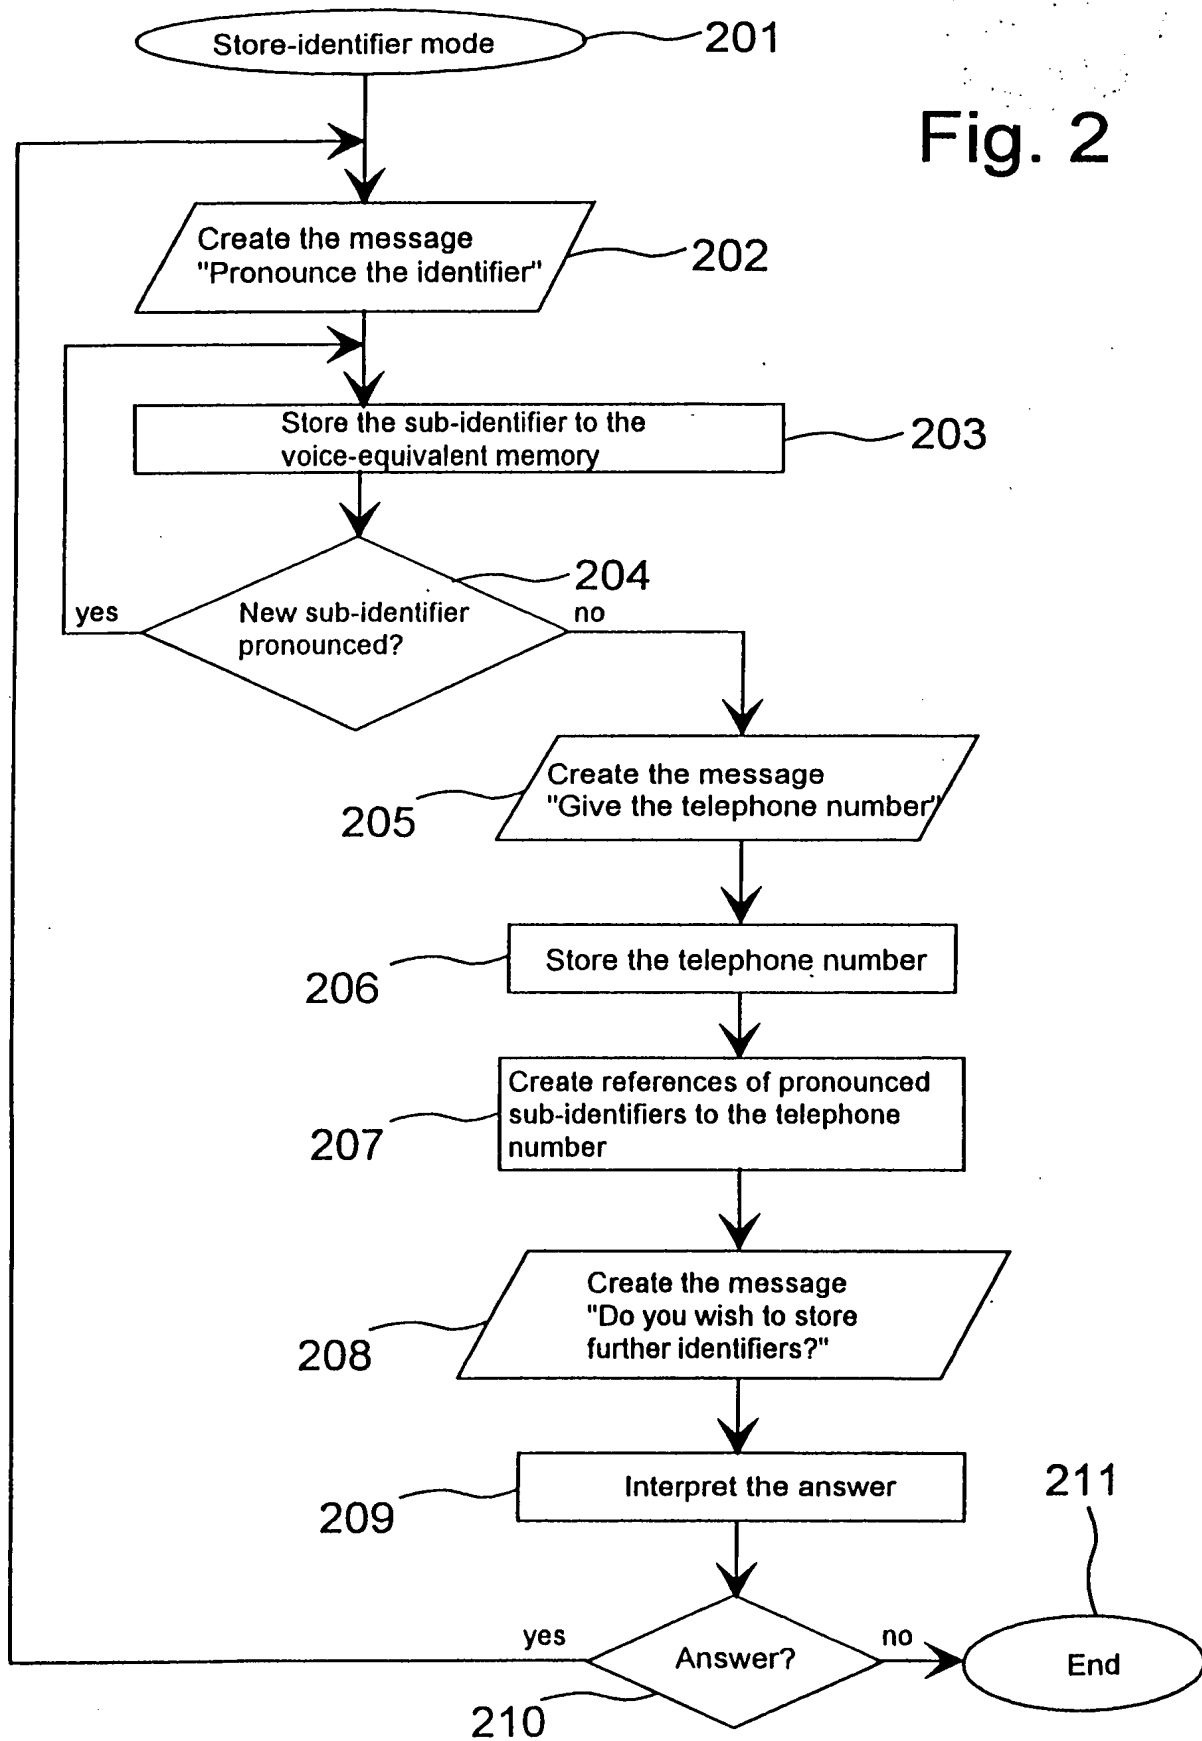 Store-identifier mode
201
Fig. 2
Create the message
"Pronounce the identifier"
202
Store the sub-identifier to the
voice-equivalent memory
203
204
New sub-identifier
pronounced?
yes
no
Create the message
"Give the telephone number"
205
Store the telephone number
206
Create references of pronounced
sub-identifiers to the telephone
number
207
Create the message
"Do you wish to store
further identifiers?"
208
Interpret the answer
209
211
yes
Answer?
no
End
210